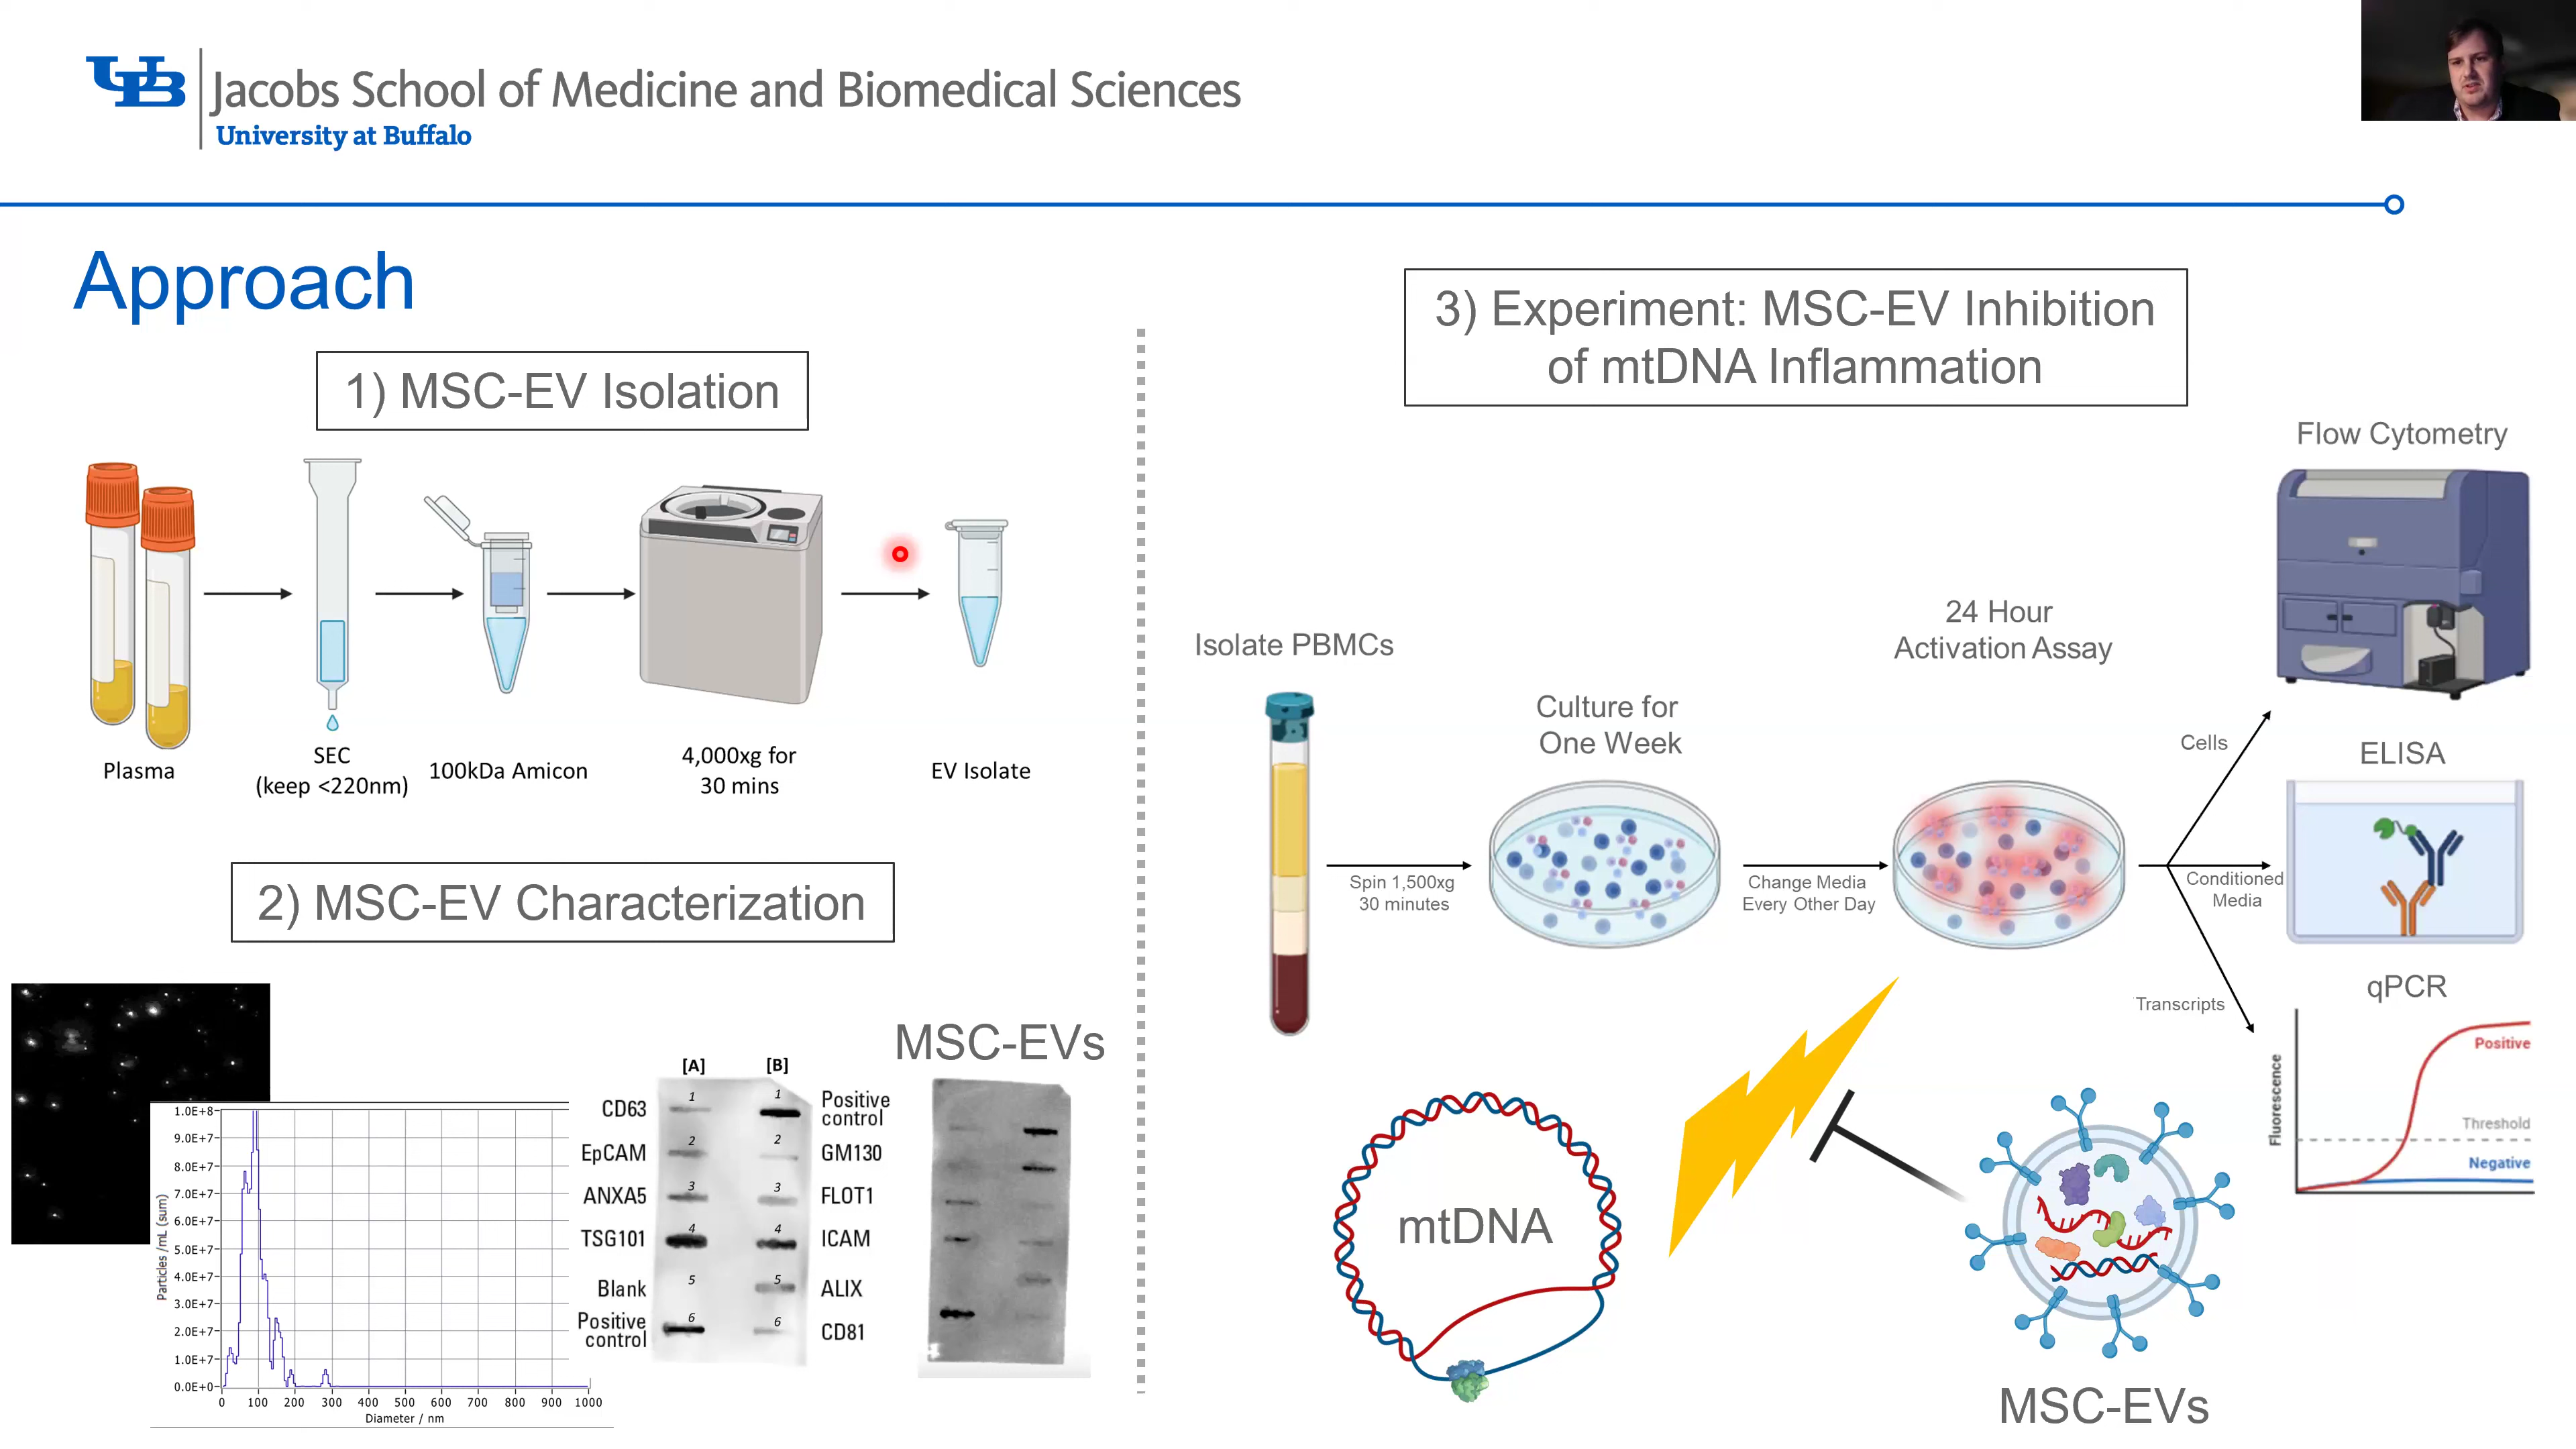 UB
Jacobs School of Medicine and Biomedical Sciences
University at Buffalo
Approach
1) MSC-EV Isolation
Plasma
SEC
(keep <220nm)
100kDa Amicon
4,000xg for
30 mins
EV Isolate
2) MSC-EV Characterization
1.0E+8
9.0E+7
8.0E+7
7.0E+7
6.0E+7
5.0E+7
4.0E+7
3.0E+7
2.0E+7
1.0E+7
0.0E+0
Particles /mL (sum)
0 100 200 300 400 500 600 700 800 900 1000
Diameter / nm
[A] [B]
CD63 1 1 Positive control
EpCAM 2 2 GM130
ANXA5 3 3 FLOT1
TSG101 4 4 ICAM
Blank 5 5 ALIX
Positive control 6 6 CD81
MSC-EVs
3) Experiment: MSC-EV Inhibition
of mtDNA Inflammation
Isolate PBMCs
Spin 1,500xg
30 minutes
Culture for
One Week
Change Media
Every Other Day
24 Hour
Activation Assay
Cells
Flow Cytometry
Conditioned
Media
ELISA
Transcripts
qPCR
Fluorescence
Positive
Threshold
Negative
mtDNA
MSC-EVs